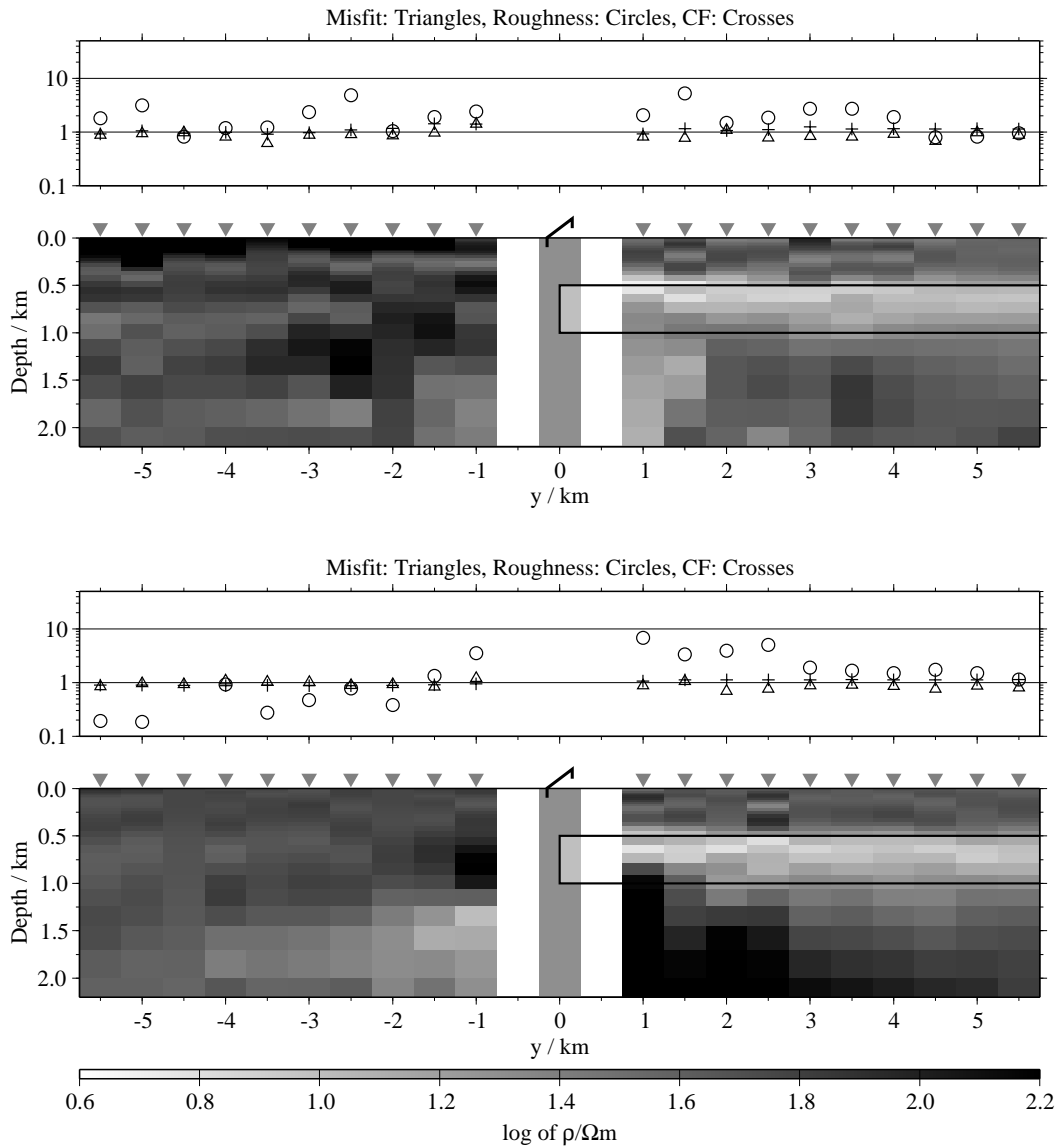 Misfit: Triangles, Roughness: Circles, CF: Crosses
10
1
0.1
0.0
0.5
1.0
1.5
2.0
Depth / km
-5 -4 -3 -2 -1 0 1 2 3 4 5
y / km
Misfit: Triangles, Roughness: Circles, CF: Crosses
10
1
0.1
0.0
0.5
1.0
1.5
2.0
Depth / km
-5 -4 -3 -2 -1 0 1 2 3 4 5
y / km
0.6 0.8 1.0 1.2 1.4 1.6 1.8 2.0 2.2
log of ρ/Ωm